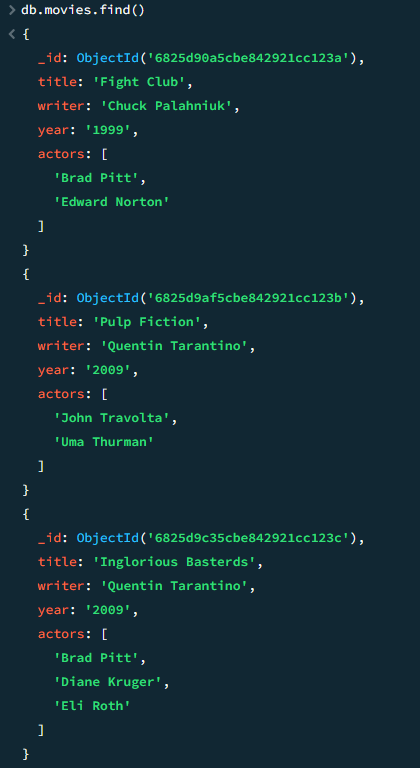 > db.movies.find()
< {
_id: ObjectId('6825d90a5cbe842921cc123a'),
title: 'Fight Club',
writer: 'Chuck Palahniuk',
year: '1999',
actors: [
'Brad Pitt',
'Edward Norton'
]
}
{
_id: ObjectId('6825d9af5cbe842921cc123b'),
title: 'Pulp Fiction',
writer: 'Quentin Tarantino',
year: '2009',
actors: [
'John Travolta',
'Uma Thurman'
]
}
{
_id: ObjectId('6825d9c35cbe842921cc123c'),
title: 'Inglorious Basterds',
writer: 'Quentin Tarantino',
year: '2009',
actors: [
'Brad Pitt',
'Diane Kruger',
'Eli Roth'
]
}